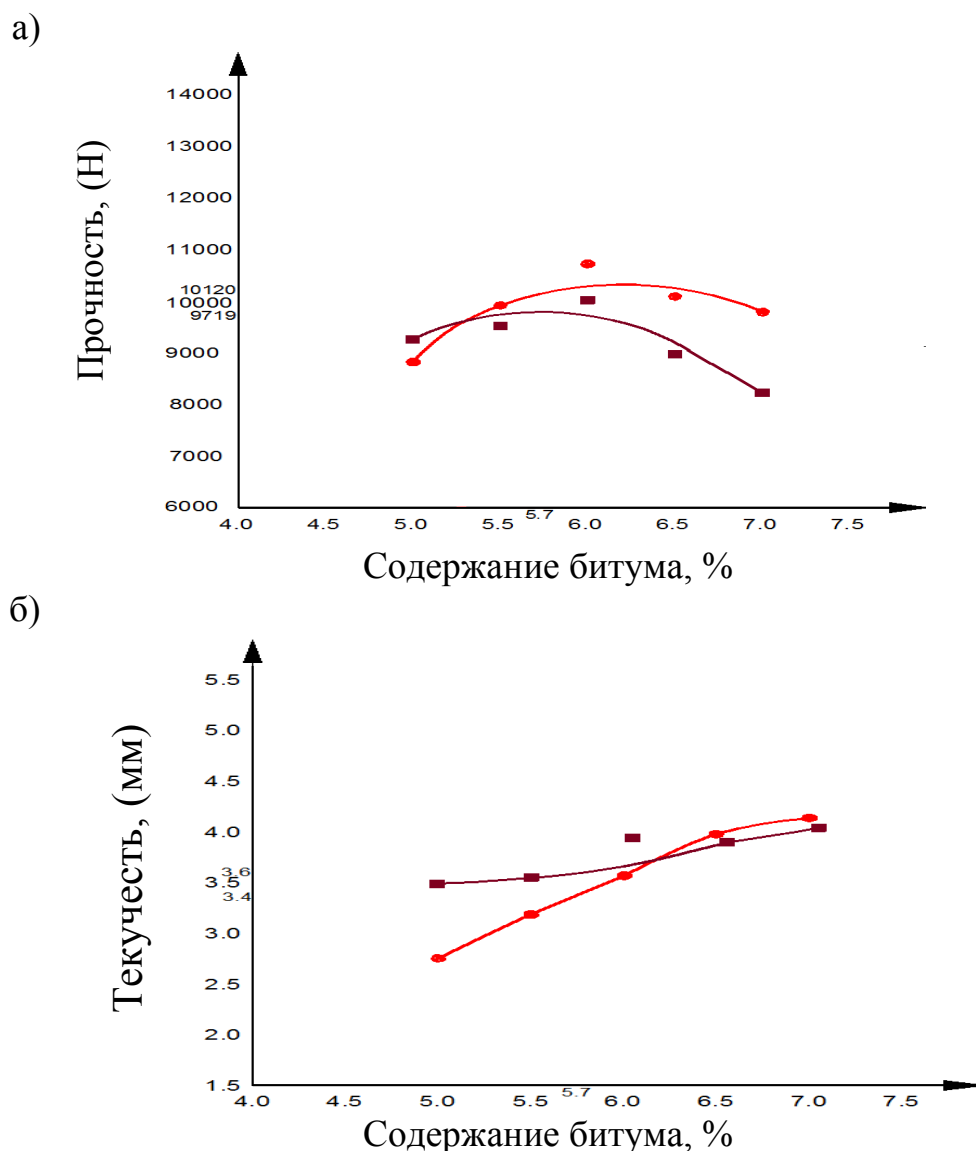 а)
Прочность, (Н)
14000
13000
12000
11000
10120
10000
9719
9000
8000
7000
6000
4.0 4.5 5.0 5.5 5.7 6.0 6.5 7.0 7.5
Содержание битума, %
б)
Текучесть, (мм)
5.5
5.0
4.5
4.0
3.6
3.5
3.4
3.0
2.5
2.0
1.5
4.0 4.5 5.0 5.5 5.7 6.0 6.5 7.0 7.5
Содержание битума, %